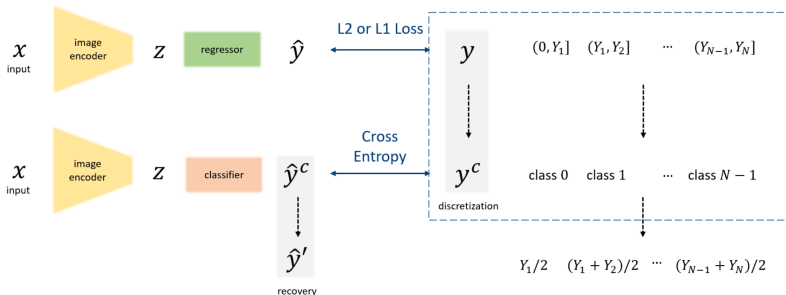 x
input
image
encoder
z
regressor
ŷ
L2 or L1 Loss
y
(0, Y₁] (Y₁, Y₂] ⋯ (Y_{N−1}, Y_N]
x
input
image
encoder
z
classifier
ŷᶜ
Cross
Entropy
yᶜ
class 0 class 1 ⋯ class N − 1
discretization
ŷ′
recovery
Y₁/2 (Y₁ + Y₂)/2 ⋯ (Y_{N−1} + Y_N)/2